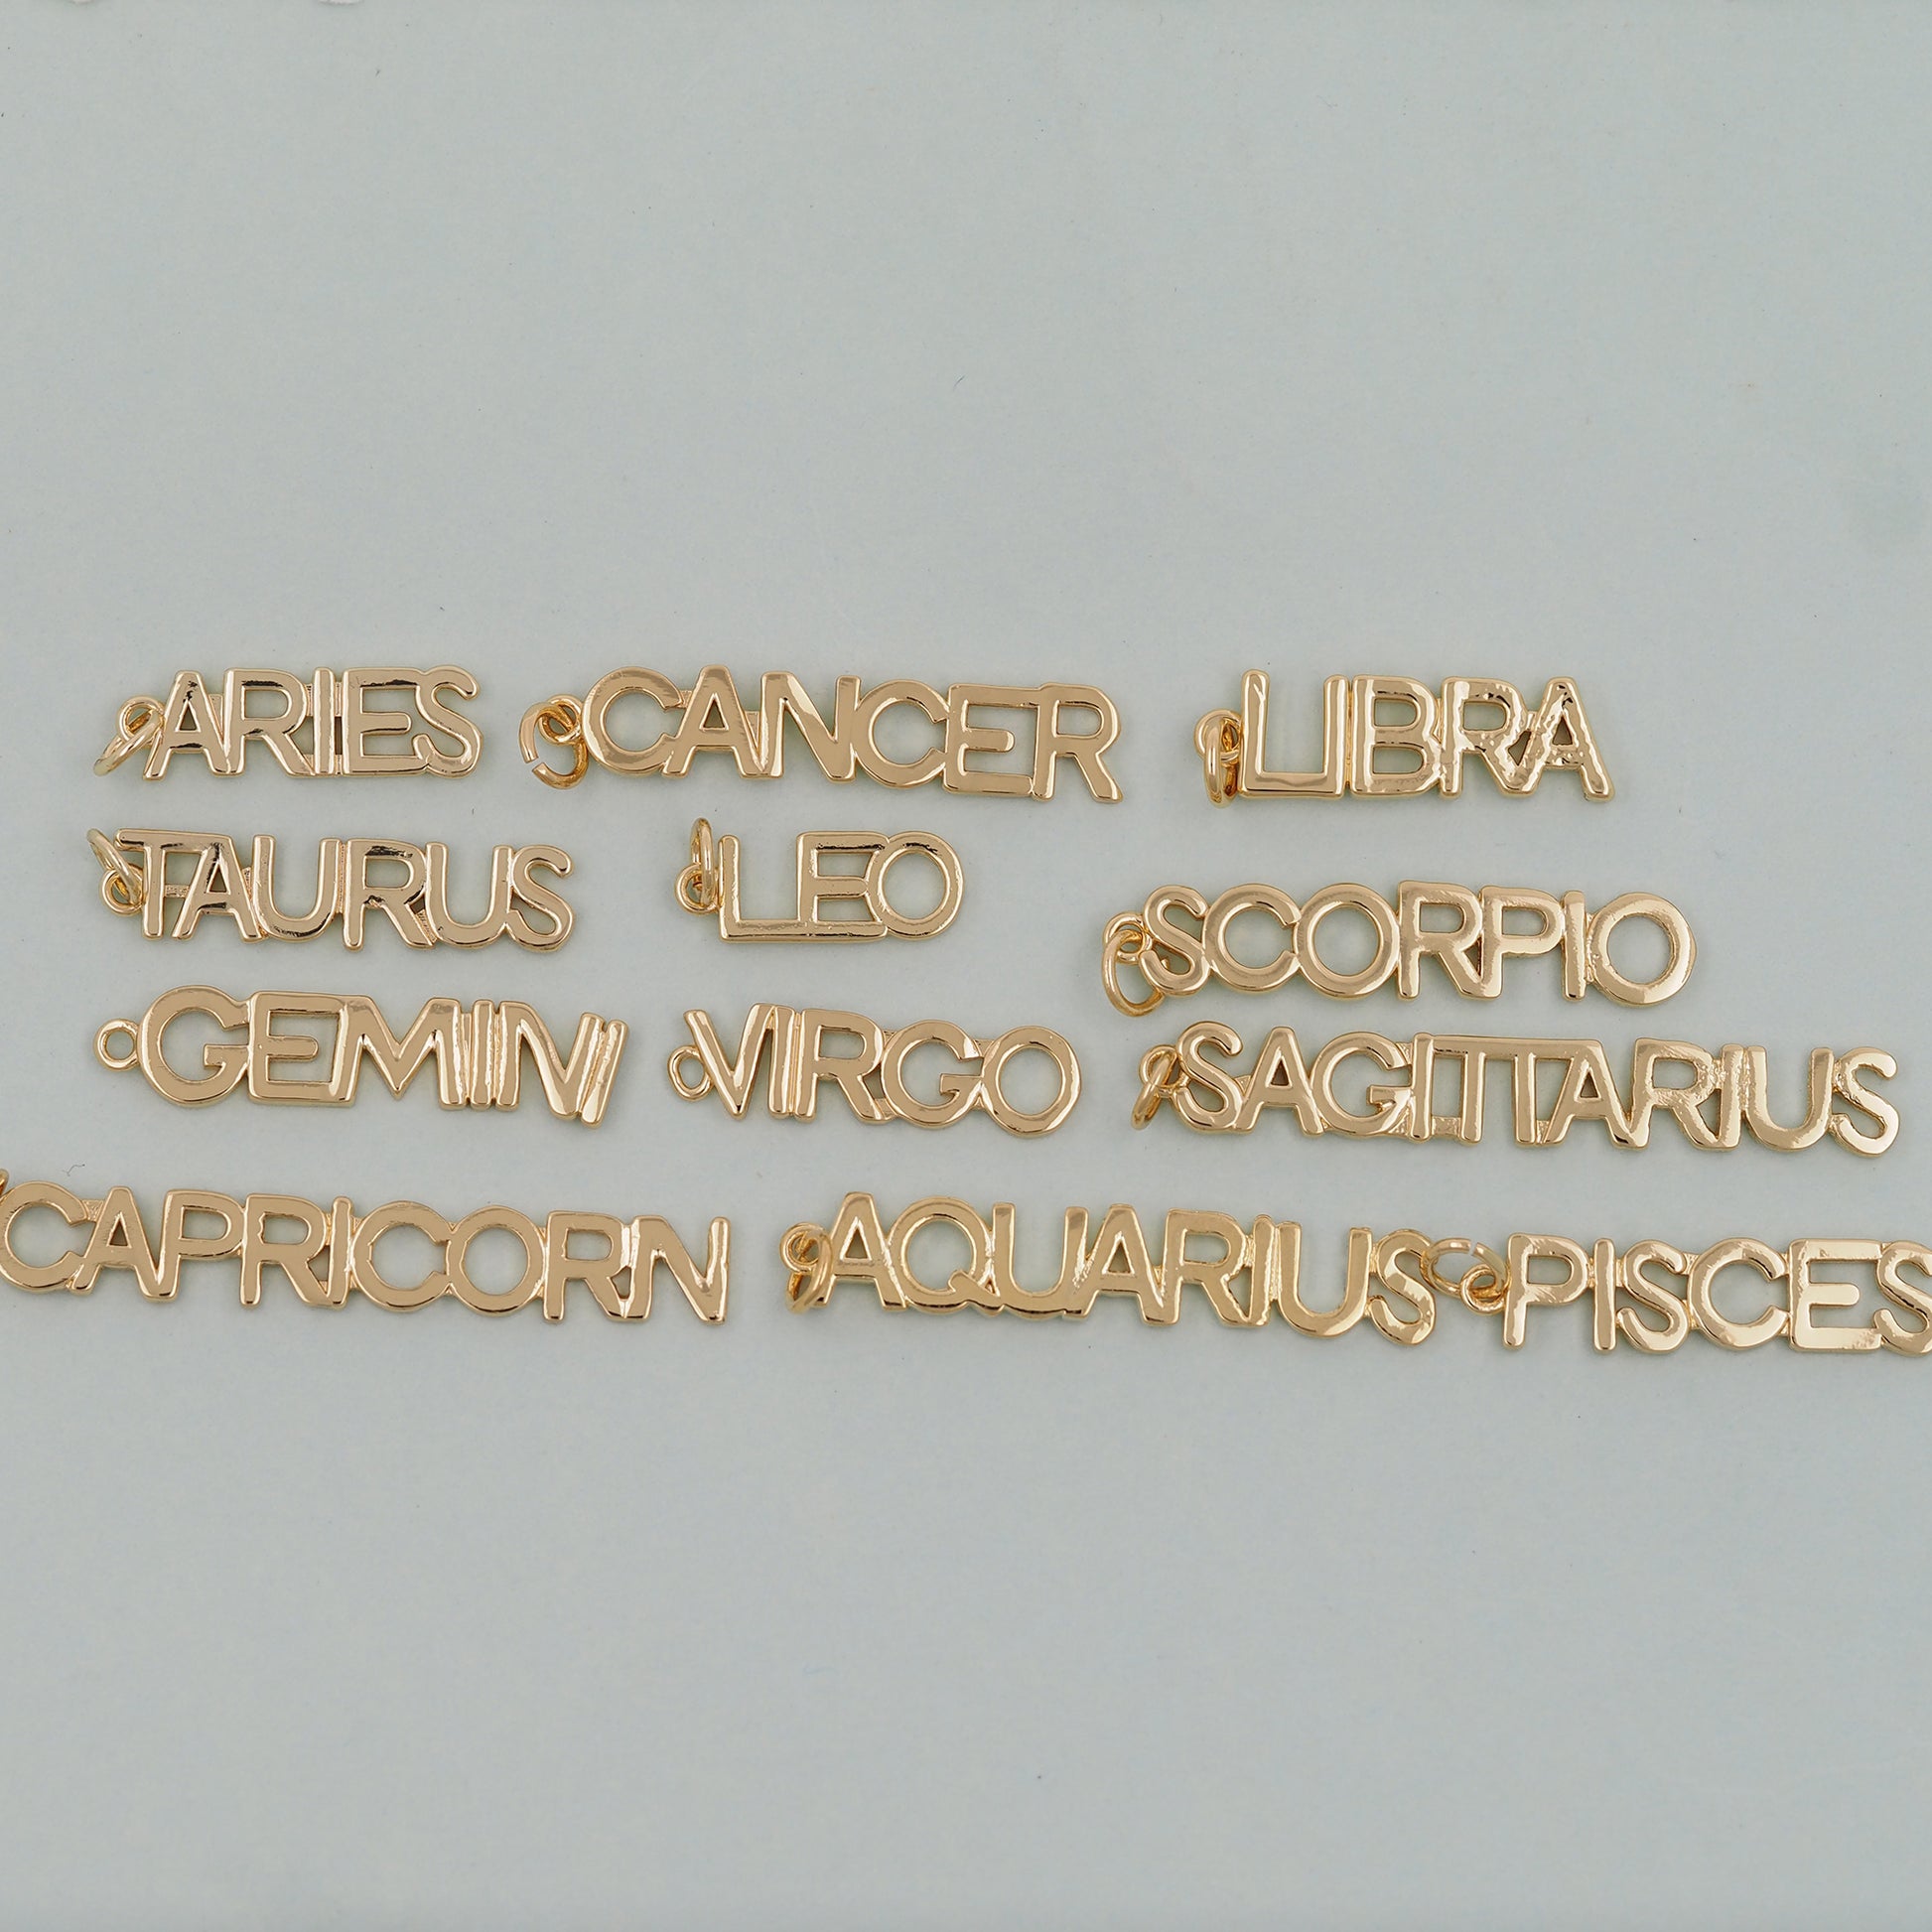 ARIES CANCER LIBRA
TAURUS LEO SCORPIO
GEMINI VIRGO SAGITTARIUS
CAPRICORN AQUARIUS PISCES